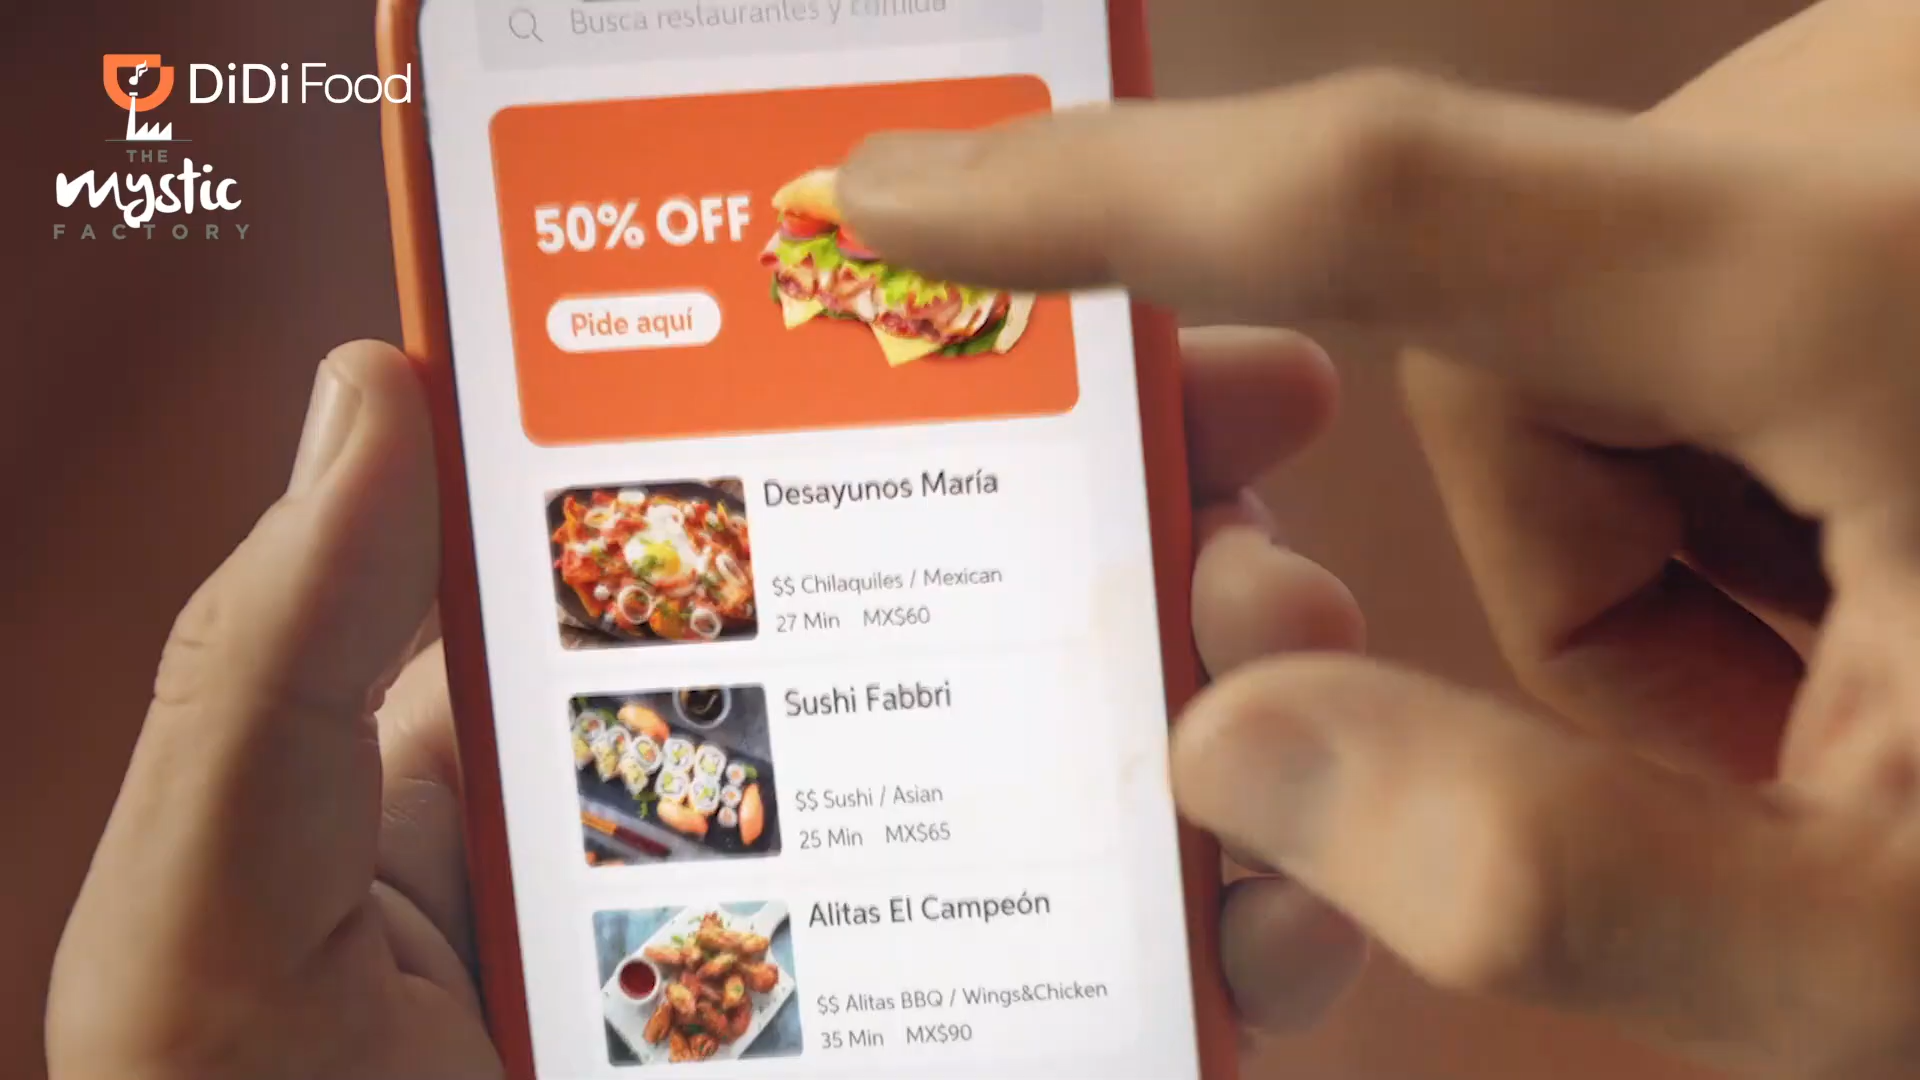 Busca restaurantes y comida
DiDi Food
THE
mystic
FACTORY
50% OFF
Pide aquí
Desayunos María
$$ Chilaquiles / Mexican
27 Min MX$60
Sushi Fabbri
$$ Sushi / Asian
25 Min MX$65
Alitas El Campeón
$$ Alitas BBQ / Wings&Chicken
35 Min MX$90